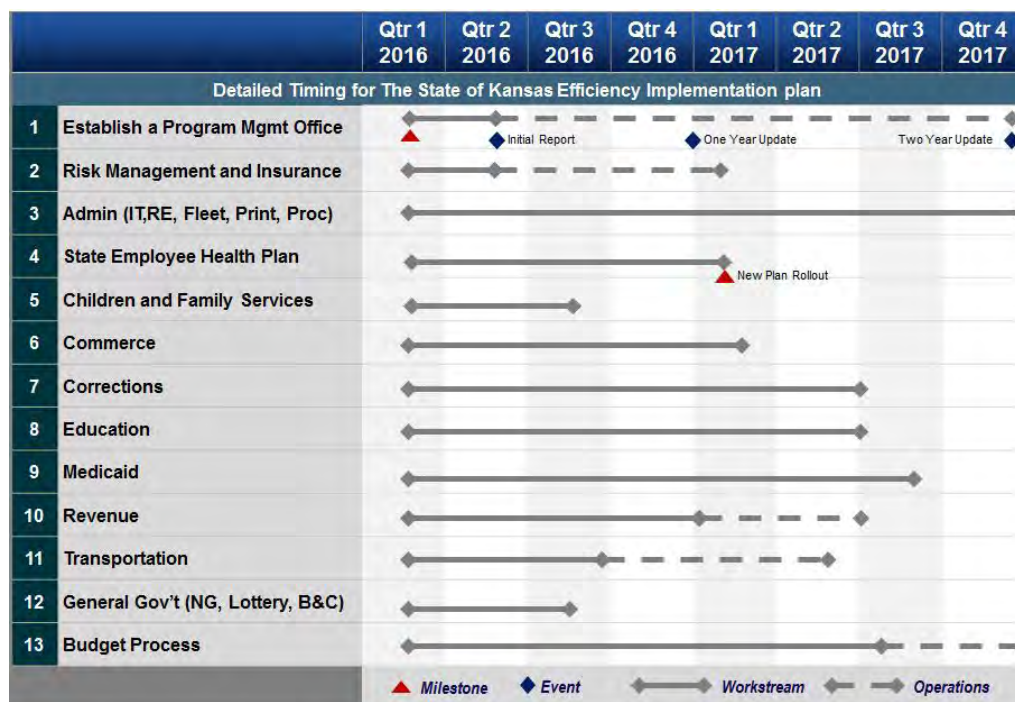 Qtr 1 Qtr 2 Qtr 3 Qtr 4 Qtr 1 Qtr 2 Qtr 3 Qtr 4
2016 2016 2016 2016 2017 2017 2017 2017
Detailed Timing for The State of Kansas Efficiency Implementation plan
1 Establish a Program Mgmt Office
Initial Report One Year Update Two Year Update
2 Risk Management and Insurance
3 Admin (IT,RE, Fleet, Print, Proc)
4 State Employee Health Plan
New Plan Rollout
5 Children and Family Services
6 Commerce
7 Corrections
8 Education
9 Medicaid
10 Revenue
11 Transportation
12 General Gov't (NG, Lottery, B&C)
13 Budget Process
Milestone Event Workstream Operations